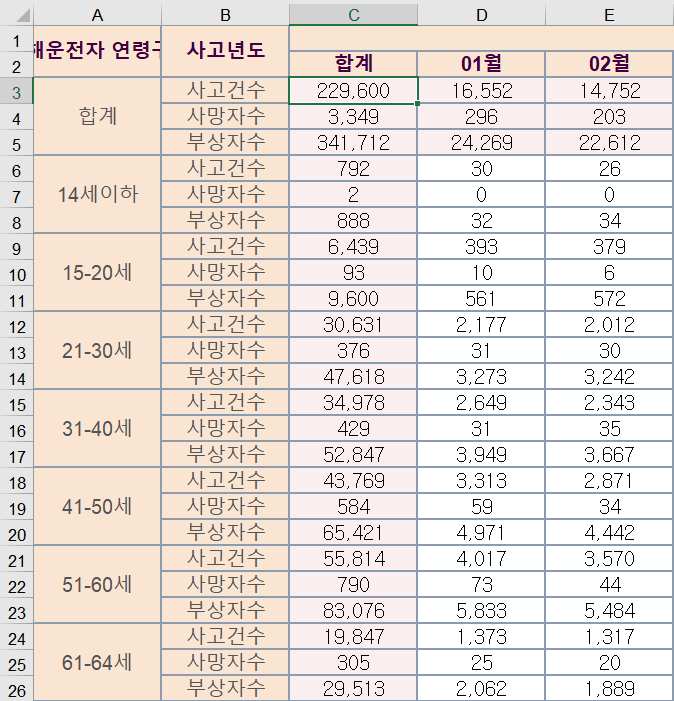 A B C D E
1 해운전자 연령구 사고년도
2 합계 01월 02월
3 사고건수 229,600 16,552 14,752
4 합계 사망자수 3,349 296 203
5 부상자수 341,712 24,269 22,612
6 사고건수 792 30 26
7 14세이하 사망자수 2 0 0
8 부상자수 888 32 34
9 사고건수 6,439 393 379
10 15-20세 사망자수 93 10 6
11 부상자수 9,600 561 572
12 사고건수 30,631 2,177 2,012
13 21-30세 사망자수 376 31 30
14 부상자수 47,618 3,273 3,242
15 사고건수 34,978 2,649 2,343
16 31-40세 사망자수 429 31 35
17 부상자수 52,847 3,949 3,667
18 사고건수 43,769 3,313 2,871
19 41-50세 사망자수 584 59 34
20 부상자수 65,421 4,971 4,442
21 사고건수 55,814 4,017 3,570
22 51-60세 사망자수 790 73 44
23 부상자수 83,076 5,833 5,484
24 사고건수 19,847 1,373 1,317
25 61-64세 사망자수 305 25 20
26 부상자수 29,513 2,062 1,889